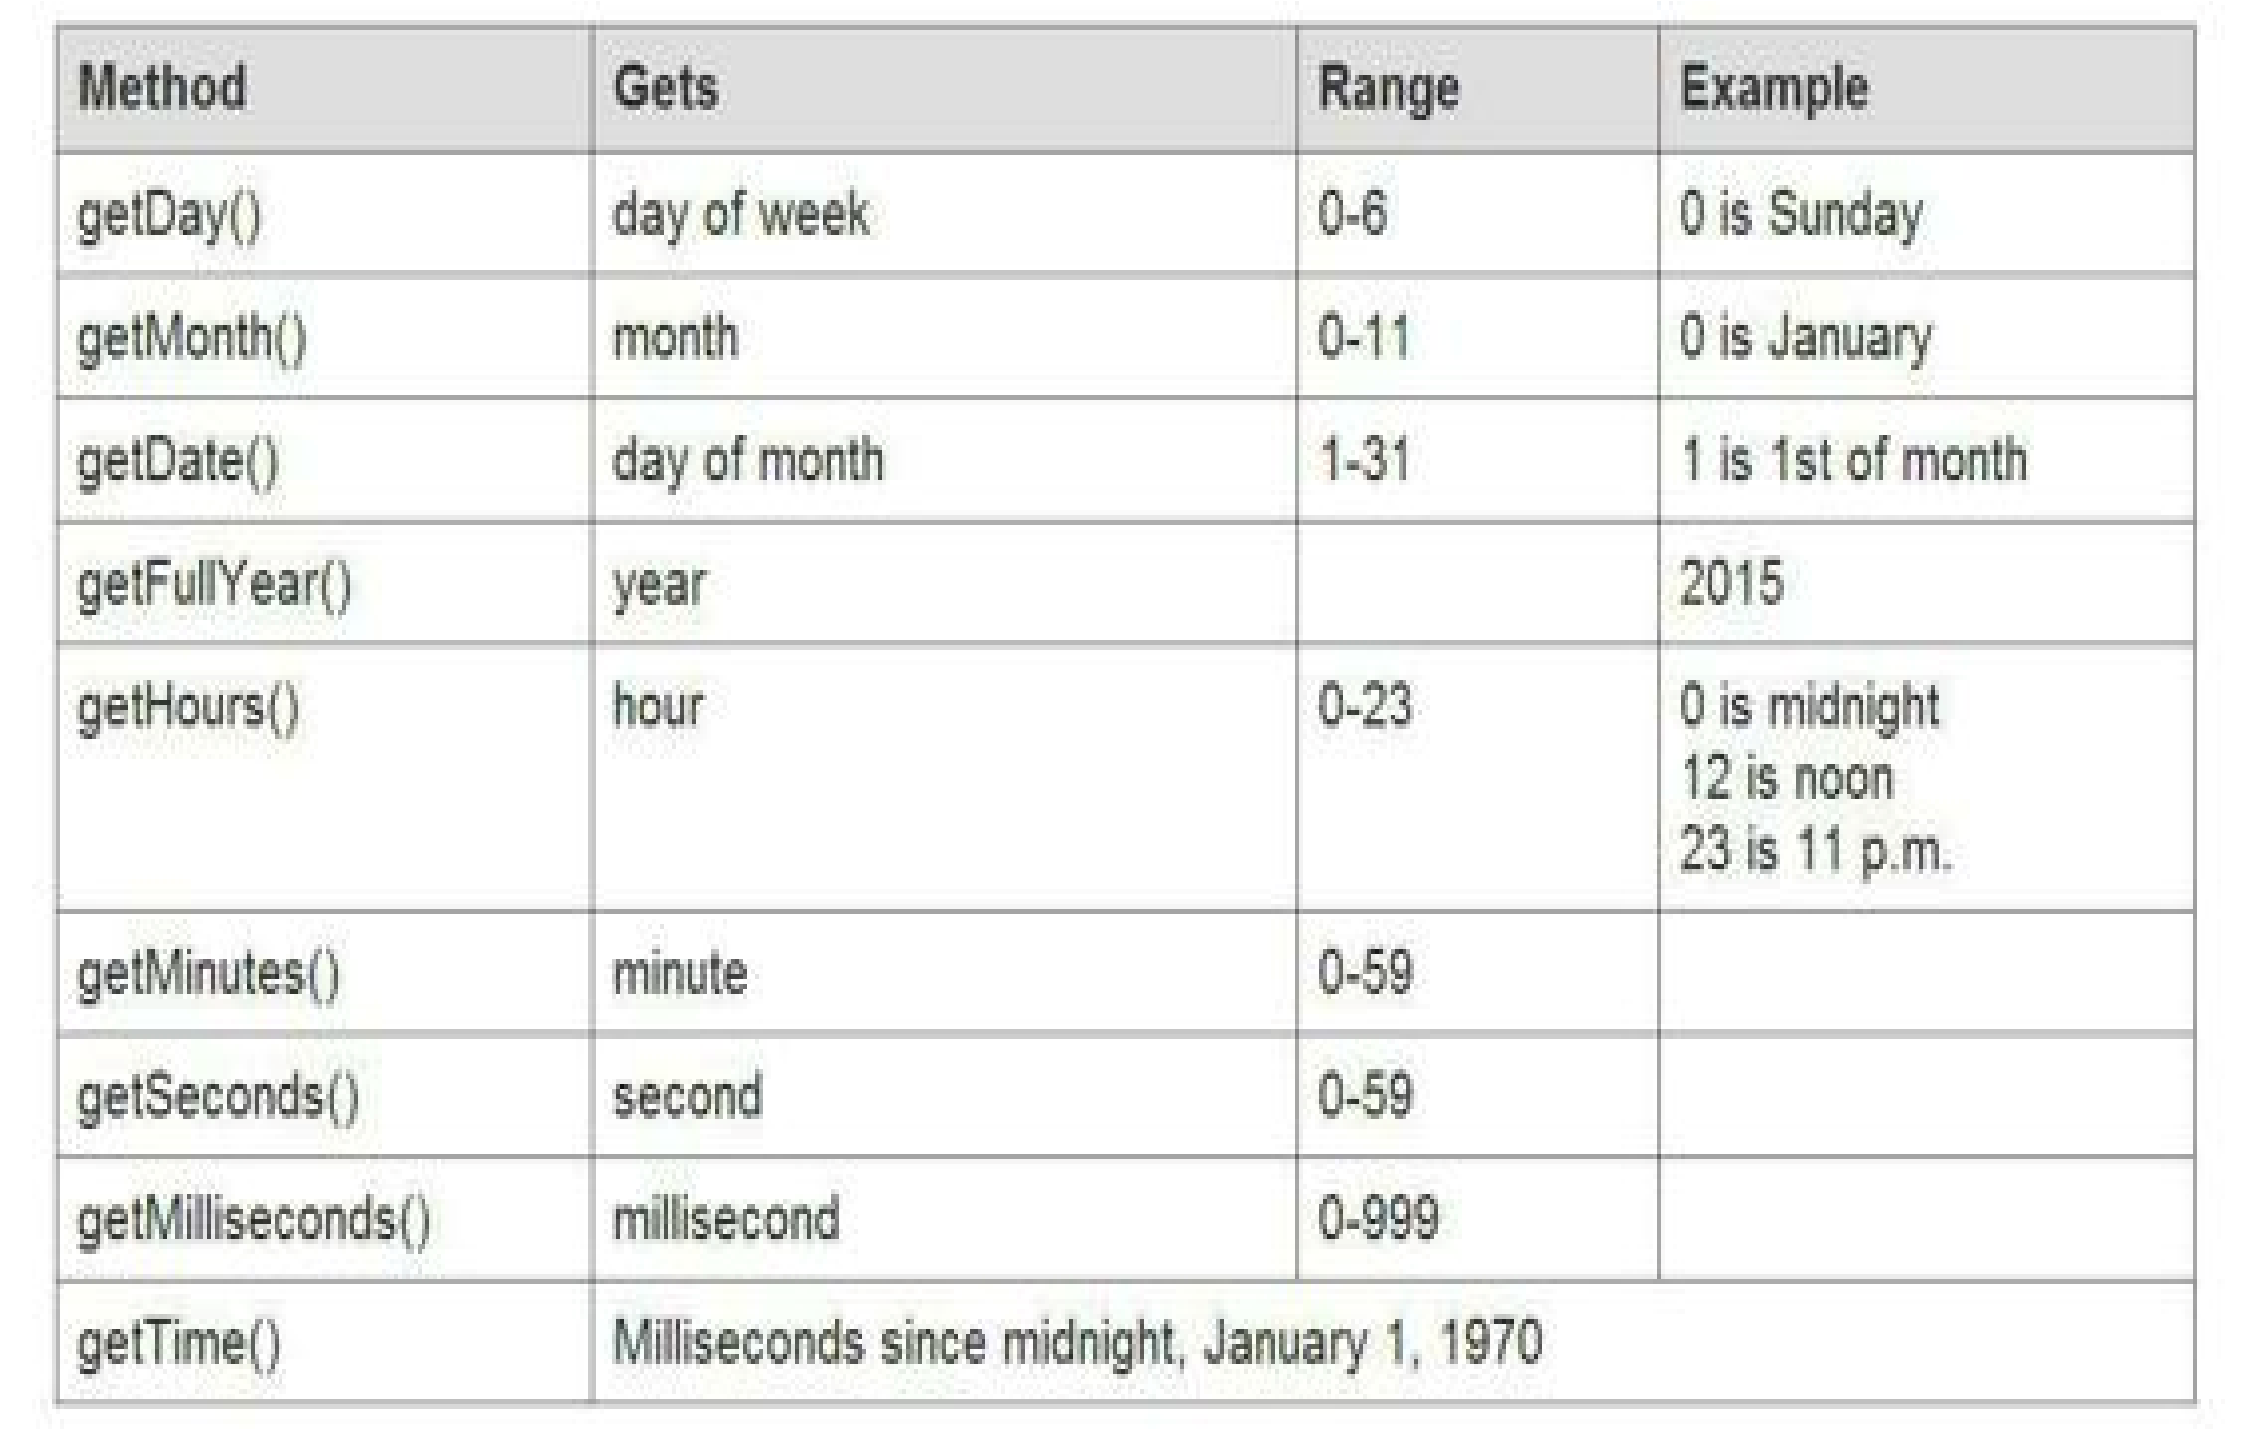 Method Gets Range Example
getDay() day of week 0-6 0 is Sunday
getMonth() month 0-11 0 is January
getDate() day of month 1-31 1 is 1st of month
getFullYear() year 2015
getHours() hour 0-23 0 is midnight
12 is noon
23 is 11 p.m.
getMinutes() minute 0-59
getSeconds() second 0-59
getMilliseconds() millisecond 0-999
getTime() Milliseconds since midnight, January 1, 1970